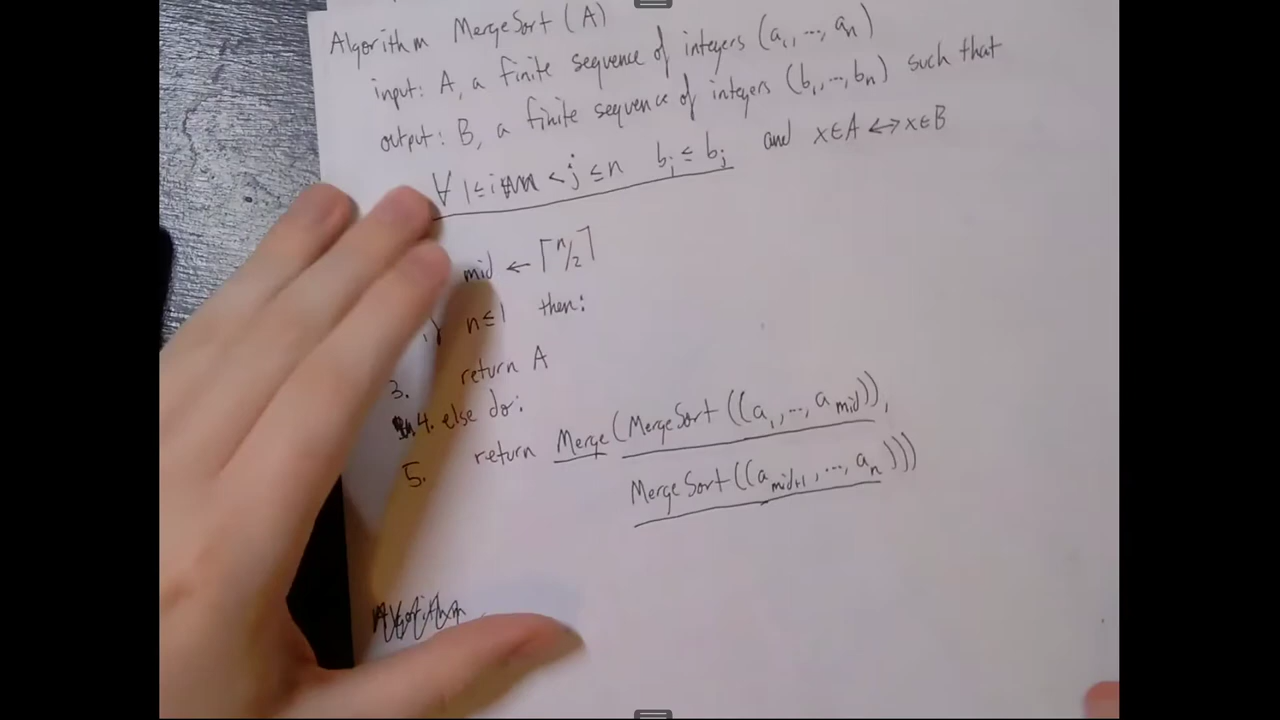 Algorithm MergeSort (A)
input: A, a finite sequence of integers (a₁, ..., aₙ)
output: B, a finite sequence of integers (b₁, ..., bₙ) such that
∀ 1 ≤ i < j ≤ n bᵢ ≤ bⱼ and x∈A ↔ x∈B
mid ← ⌈n/2⌉
n ≤ 1 then:
3. return A
4. else do:
5. return Merge (MergeSort ((a₁, ..., a_mid)),
MergeSort ((a_mid+1, ..., aₙ)))